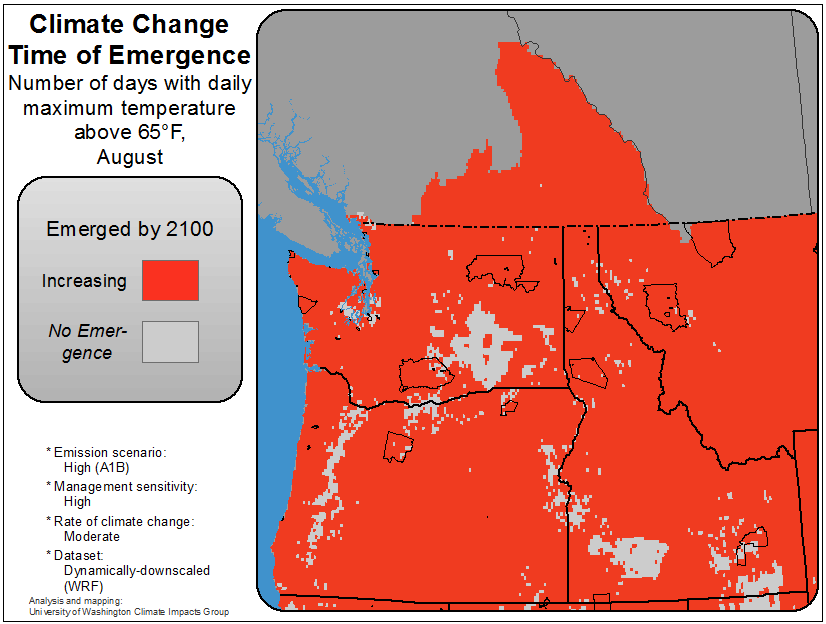 Climate Change
Time of Emergence
Number of days with daily
maximum temperature
above 65°F,
August
Emerged by 2100
Increasing
No Emer-
gence
* Emission scenario:
High (A1B)
* Management sensitivity:
High
* Rate of climate change:
Moderate
* Dataset:
Dynamically-downscaled
(WRF)
Analysis and mapping:
University of Washington Climate Impacts Group